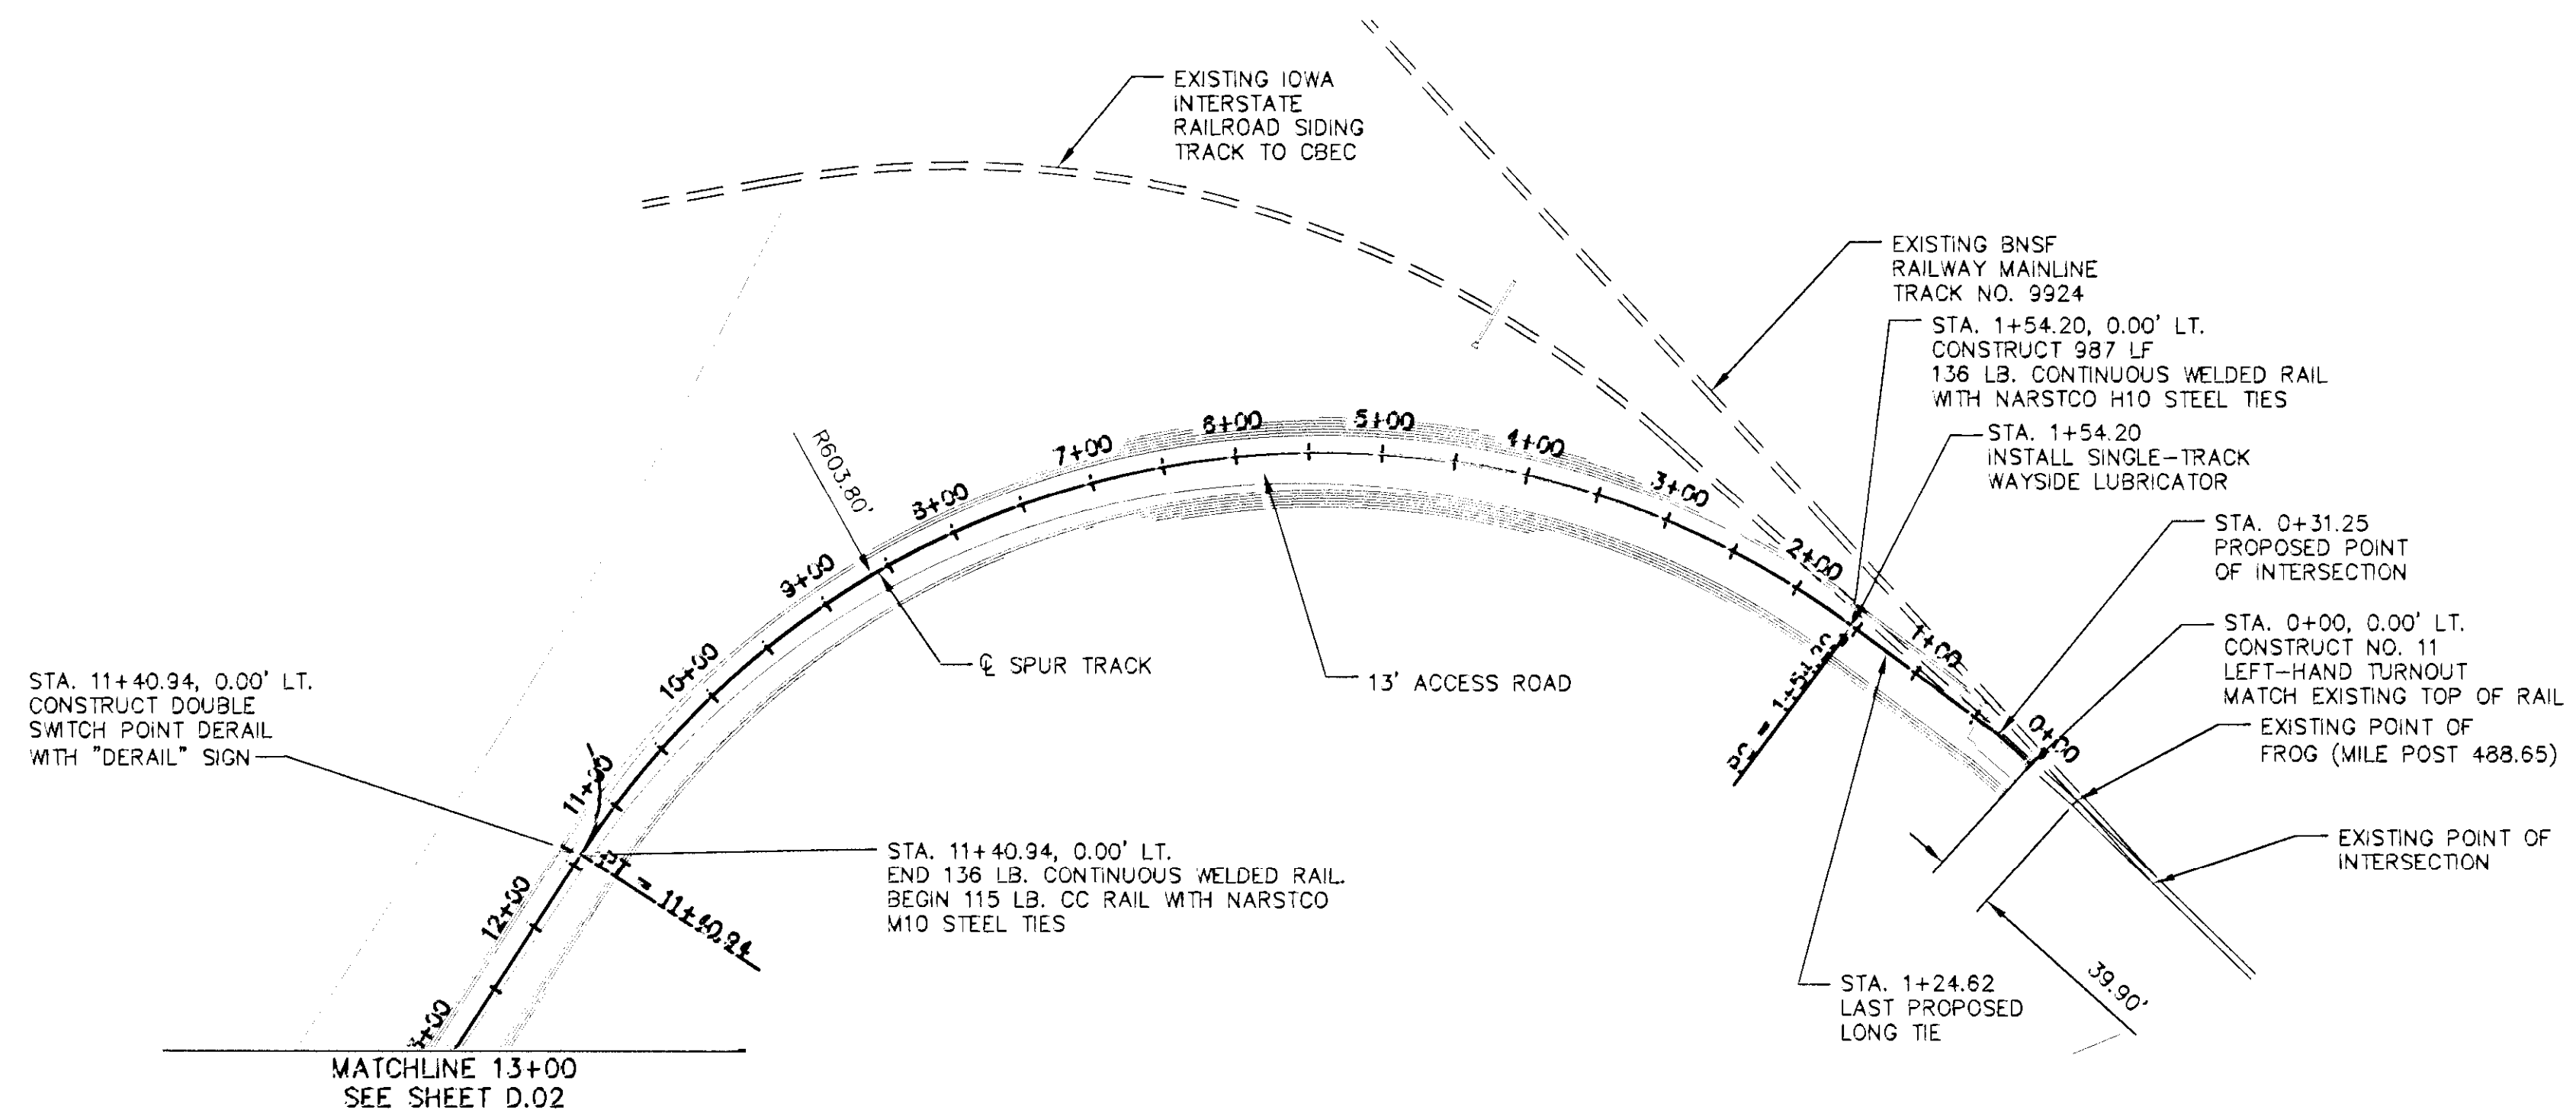 EXISTING IOWA
INTERSTATE
RAILROAD SIDING
TRACK TO CBEC
EXISTING BNSF
RAILWAY MAINLINE
TRACK NO. 9924
STA. 1+54.20, 0.00' LT.
CONSTRUCT 987 LF
136 LB. CONTINUOUS WELDED RAIL
WITH NARSTCO H10 STEEL TIES
STA. 1+54.20
INSTALL SINGLE-TRACK
WAYSIDE LUBRICATOR
STA. 0+31.25
PROPOSED POINT
OF INTERSECTION
STA. 0+00, 0.00' LT.
CONSTRUCT NO. 11
LEFT-HAND TURNOUT
MATCH EXISTING TOP OF RAIL
EXISTING POINT OF
FROG (MILE POST 488.65)
EXISTING POINT OF
INTERSECTION
39.90'
STA. 1+24.62
LAST PROPOSED
LONG TIE
PC = 1+54.20
0+00
1+00
2+00
3+00
4+00
5+00
6+00
7+00
8+00
9+00
10+00
11+00
12+00
R603.80'
℄ SPUR TRACK
13' ACCESS ROAD
STA. 11+40.94, 0.00' LT.
CONSTRUCT DOUBLE
SWITCH POINT DERAIL
WITH "DERAIL" SIGN
PT = 11+40.94
STA. 11+40.94, 0.00' LT.
END 136 LB. CONTINUOUS WELDED RAIL.
BEGIN 115 LB. CC RAIL WITH NARSTCO
M10 STEEL TIES
MATCHLINE 13+00
SEE SHEET D.02